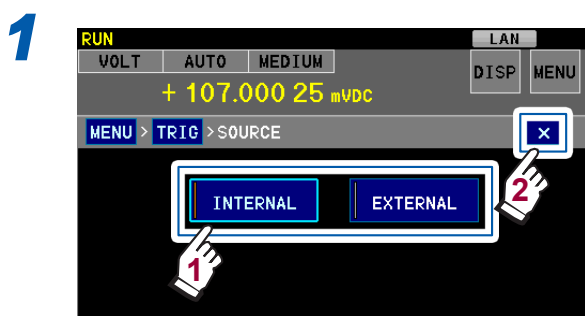 1
RUN
LAN
VOLT AUTO MEDIUM
DISP MENU
+ 107.000 25 mVDC
MENU > TRIG > SOURCE
×
2
INTERNAL EXTERNAL
1